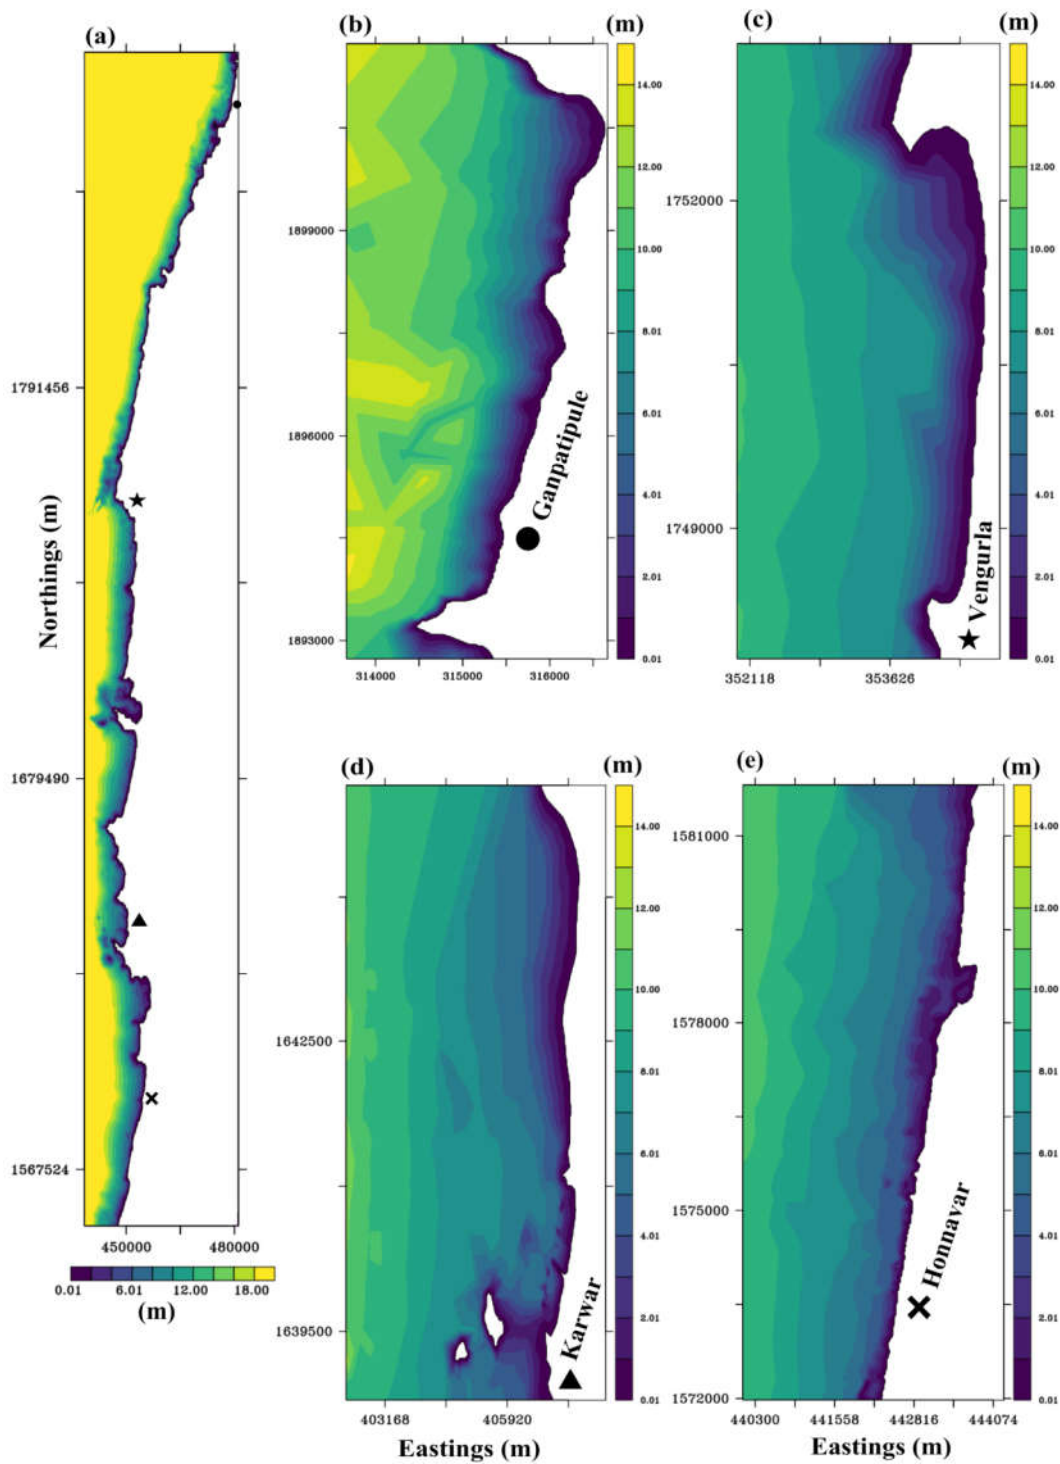 (a)
(b)
(m)
(c)
(m)
14.00
12.00
10.00
8.01
6.01
4.01
2.01
0.01
14.00
12.00
10.00
8.01
6.01
4.01
2.01
0.01
1899000
1896000
1893000
314000 315000 316000
Ganpatipule
1752000
1749000
352118 353626
Vengurla
Northings (m)
1791456
1679490
1567524
450000 480000
0.01 6.01 12.00 18.00
(m)
(d)
(m)
(e)
(m)
14.00
12.00
10.00
8.01
6.01
4.01
2.01
0.01
14.00
12.00
10.00
8.01
6.01
4.01
2.01
0.01
1642500
1639500
403168 405920
Karwar
Eastings (m)
1581000
1578000
1575000
1572000
440300 441558 442816 444074
Honnavar
Eastings (m)